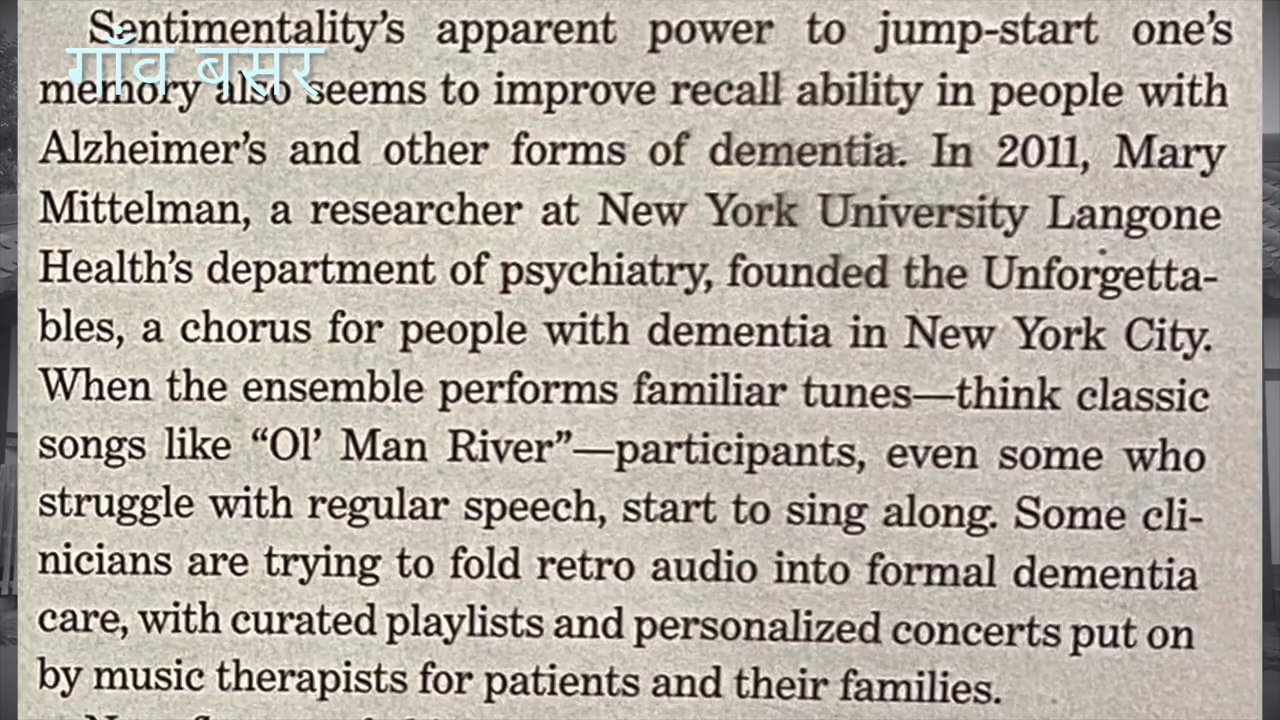 Sentimentality’s apparent power to jump-start one’s
गाँव बसर
memory also seems to improve recall ability in people with
Alzheimer’s and other forms of dementia. In 2011, Mary
Mittelman, a researcher at New York University Langone
Health’s department of psychiatry, founded the Unforgetta-
bles, a chorus for people with dementia in New York City.
When the ensemble performs familiar tunes—think classic
songs like “Ol’ Man River”—participants, even some who
struggle with regular speech, start to sing along. Some cli-
nicians are trying to fold retro audio into formal dementia
care, with curated playlists and personalized concerts put on
by music therapists for patients and their families.